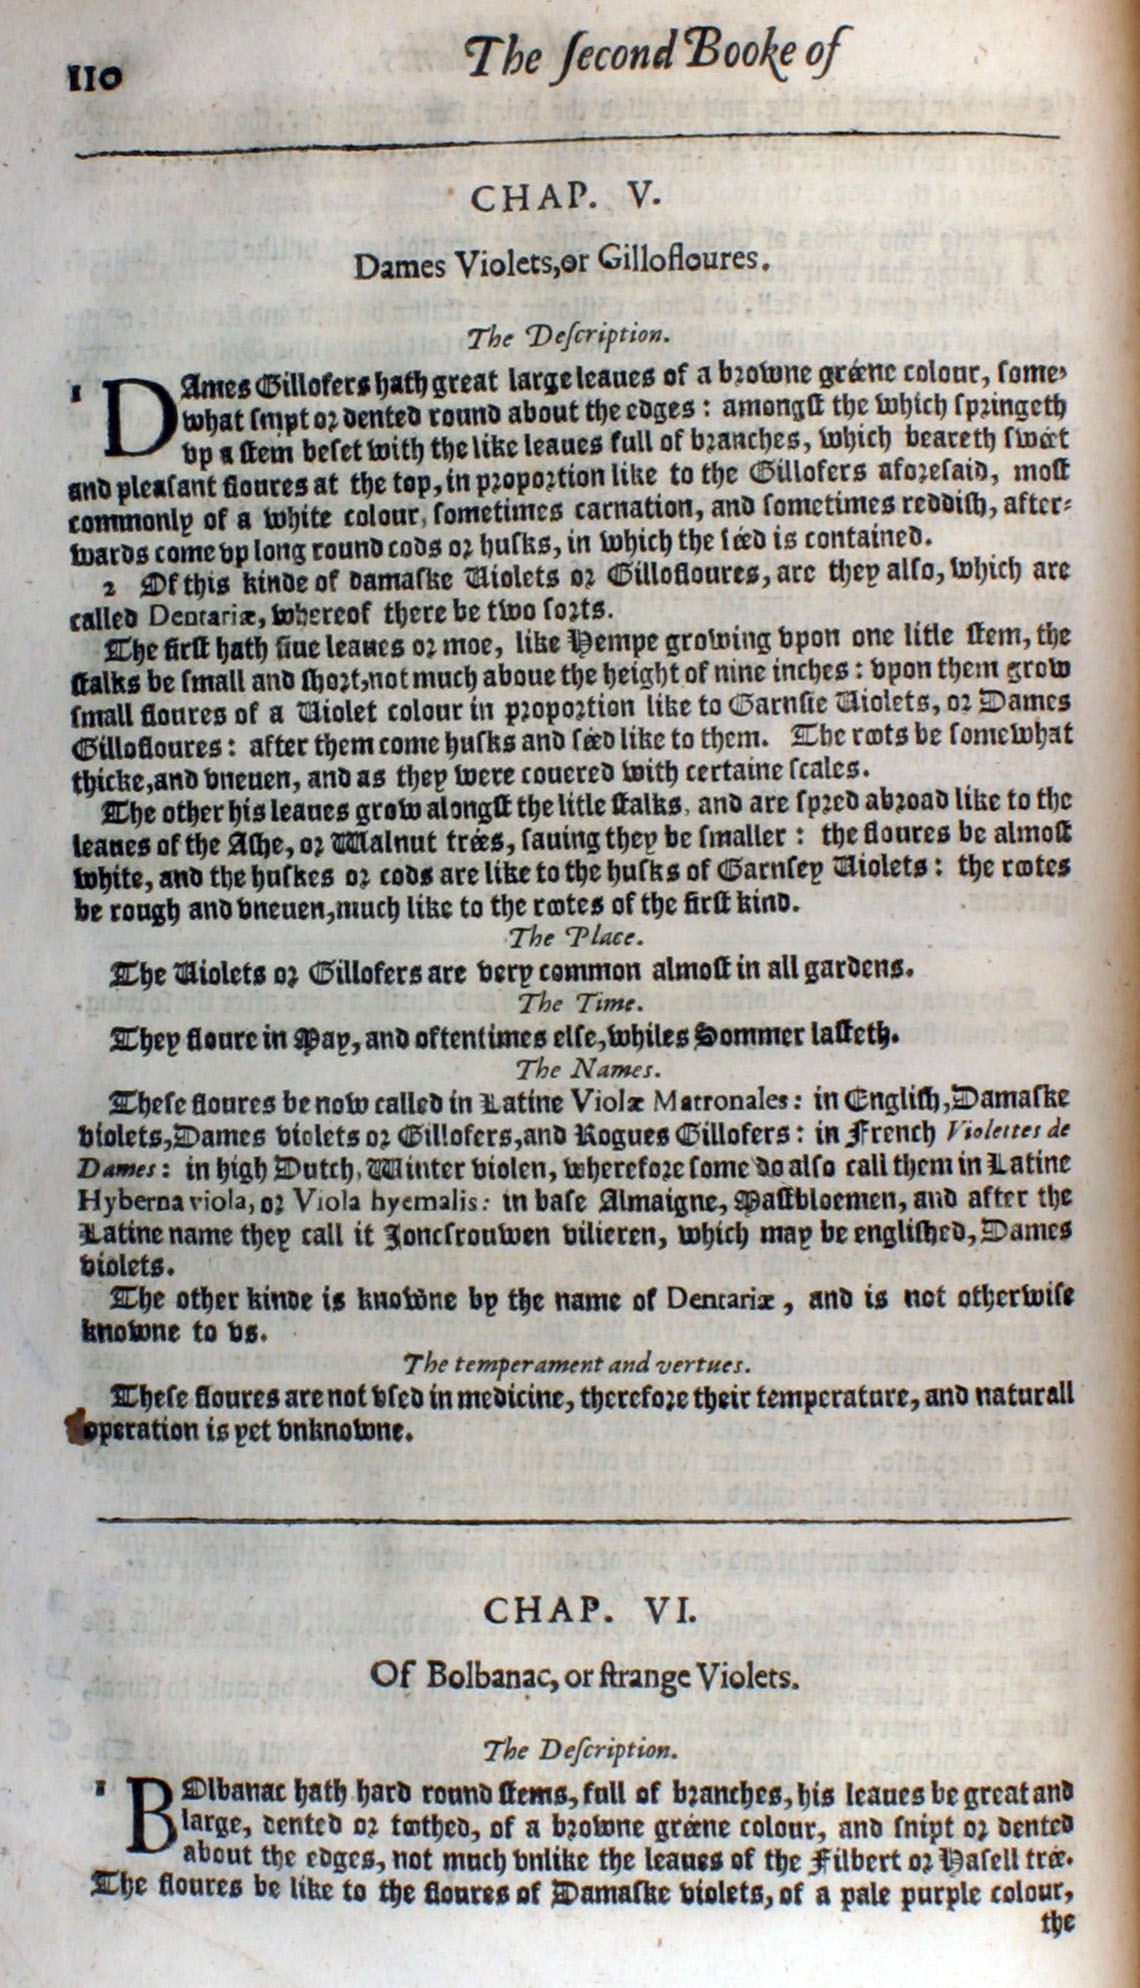 110
The ſecond Booke of
CHAP. V.
Dames Violets, or Gillofloures.
The Deſcription.
1 DAmes Gillofers hath great large leaues of a browne gréene colour, ſome-
what ſnipt or dented round about the edges: amongſt the which ſpringeth
vp a ſtem beſet with the like leaues full of branches, which beareth ſwéet
and pleaſant floures at the top, in proportion like to the Gillofers aforeſaid, moſt
commonly of a white colour, ſometimes carnation, and ſometimes reddiſh, after-
wards come vp long round cods or huſks, in which the ſéed is contained.
2 Of this kinde of damaſke Uiolets or Gillofloures, are they alſo, which are
called Dentariæ, whereof there be two ſorts.
The firſt hath fiue leaues or moe, like Hempe growing vpon one litle ſtem, the
ſtalks be ſmall and ſhort, not much aboue the height of nine inches: vpon them grow
ſmall floures of a Uiolet colour in proportion like to Garnſie Uiolets, or Dames
Gillofloures: after them come huſks and ſéed like to them. The roots be ſomewhat
thicke, and vneuen, and as they were couered with certaine ſcales.
The other his leaues grow alongſt the litle ſtalks, and are ſpred abroad like to the
leaues of the Aſhe, or Walnut trées, ſauing they be ſmaller: the floures be almoſt
white, and the huſkes or cods are like to the huſks of Garnſey Uiolets: the rootes
be rough and vneuen, much like to the rootes of the firſt kind.
The Place.
The Uiolets or Gillofers are very common almoſt in all gardens.
The Time.
They floure in May, and oftentimes elſe, whiles Sommer laſteth.
The Names.
Theſe floures be now called in Latine Violæ Matronales: in Engliſh, Damaſke
violets, Dames violets or Gillofers, and Rogues Gillofers: in French Violettes de
Dames: in high Dutch, Winter violen, wherefore ſome do alſo call them in Latine
Hyberna viola, or Viola hyemalis: in baſe Almaigne, Maſtbloemen, and after the
Latine name they call it Joncfrouwen vilieren, which may be engliſhed, Dames
violets.
The other kinde is knowne by the name of Dentariæ, and is not otherwiſe
knowne to vs.
The temperament and vertues.
Theſe floures are not vſed in medicine, therefore their temperature, and naturall
operation is yet vnknowne.
CHAP. VI.
Of Bolbanac, or ſtrange Violets.
The Deſcription.
1 BOlbanac hath hard round ſtems, full of branches, his leaues be great and
large, dented or toothed, of a browne gréene colour, and ſnipt or dented
about the edges, not much vnlike the leaues of the Filbert or Haſell trée.
The floures be like to the floures of Damaſke violets, of a pale purple colour,
the